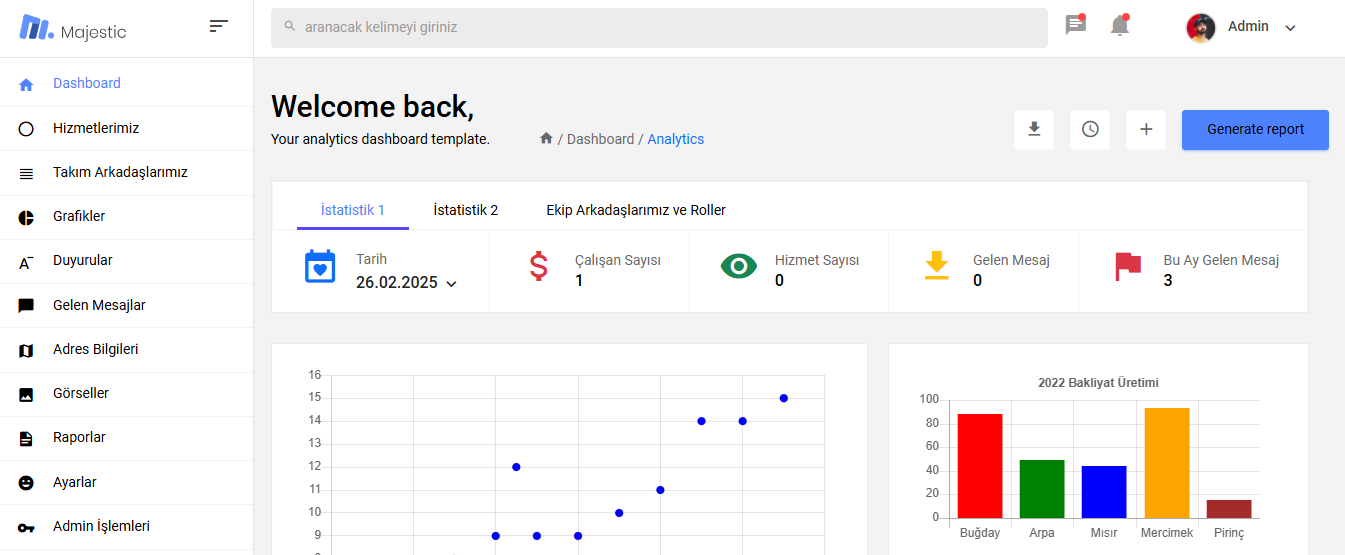 Majestic
aranacak kelimeyi giriniz
Admin
Dashboard
Hizmetlerimiz
Takım Arkadaşlarımız
Grafikler
Duyurular
Gelen Mesajlar
Adres Bilgileri
Görseller
Raporlar
Ayarlar
Admin İşlemleri
Welcome back,
Your analytics dashboard template.
/ Dashboard / Analytics
Generate report
İstatistik 1
İstatistik 2
Ekip Arkadaşlarımız ve Roller
Tarih
26.02.2025
Çalışan Sayısı
1
Hizmet Sayısı
0
Gelen Mesaj
0
Bu Ay Gelen Mesaj
3
16
15
14
13
12
11
10
9
2022 Bakliyat Üretimi
100
80
60
40
20
0
Buğday Arpa Mısır Mercimek Pirinç